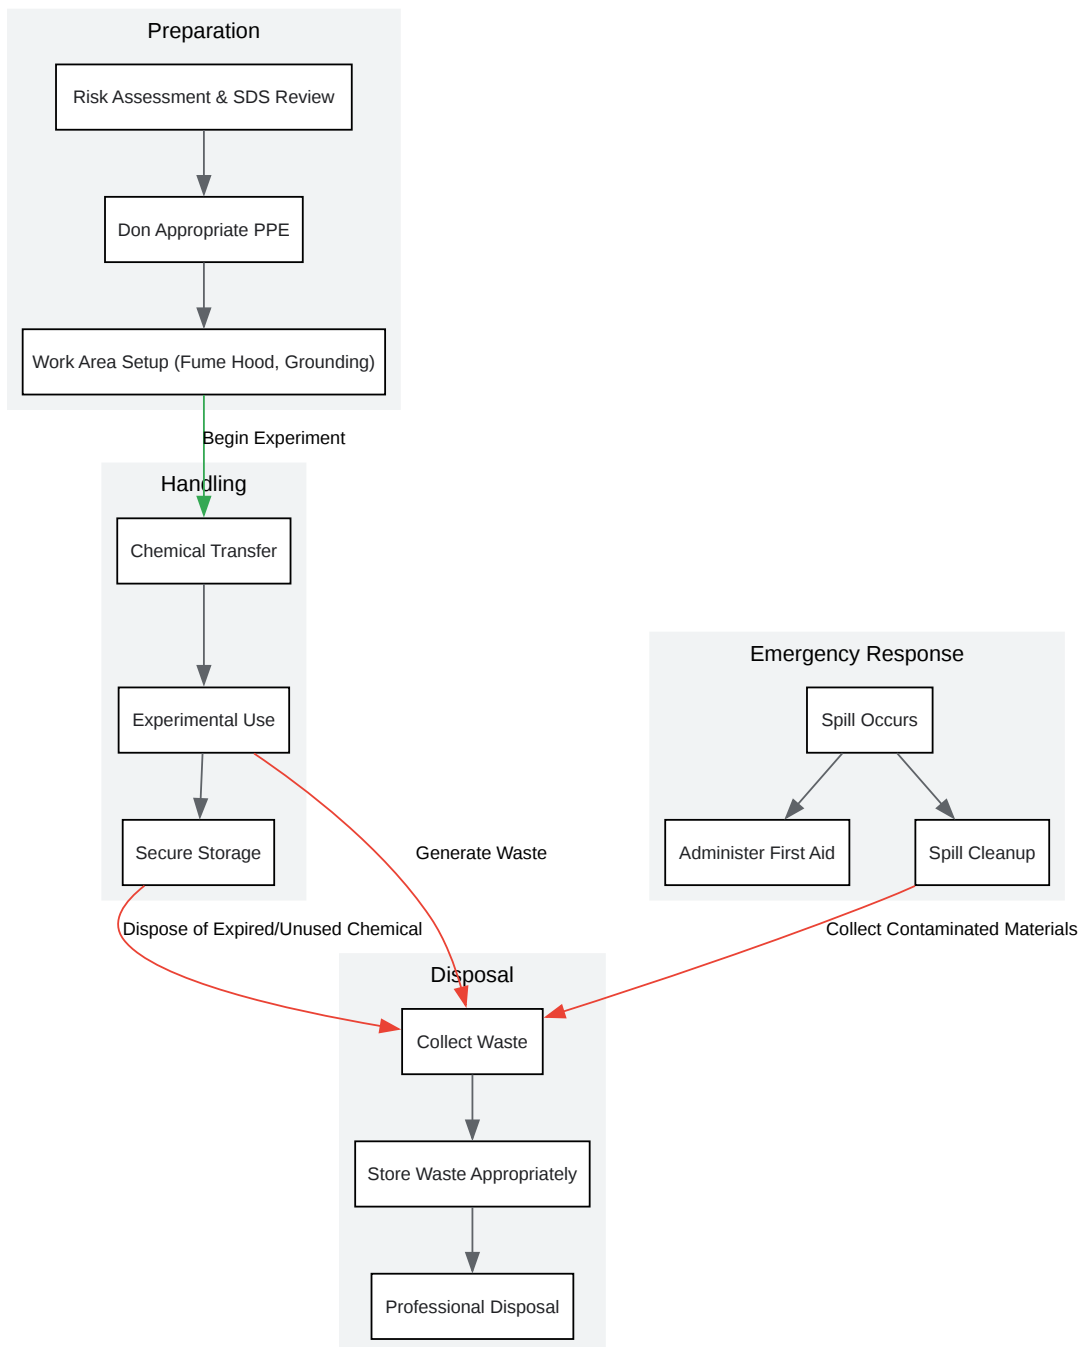 Preparation
Risk Assessment & SDS Review
Don Appropriate PPE
Work Area Setup (Fume Hood, Grounding)
Begin Experiment
Handling
Chemical Transfer
Experimental Use
Secure Storage
Generate Waste
Dispose of Expired/Unused Chemical
Emergency Response
Spill Occurs
Administer First Aid
Spill Cleanup
Collect Contaminated Materials
Disposal
Collect Waste
Store Waste Appropriately
Professional Disposal